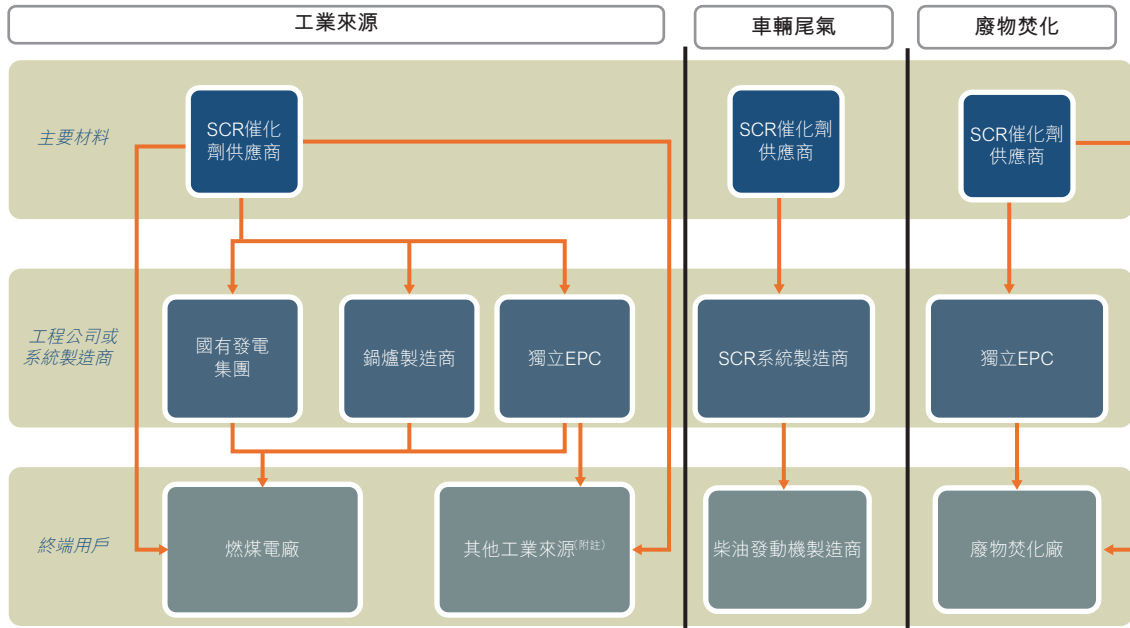 工業來源
車輛尾氣
廢物焚化
主要材料
SCR催化
劑供應商
SCR催化劑
供應商
SCR催化劑
供應商
工程公司或
系統製造商
國有發電
集團
鍋爐製造商
獨立EPC
SCR系統製造商
獨立EPC
終端用戶
燃煤電廠
其他工業來源(附註)
柴油發動機製造商
廢物焚化廠